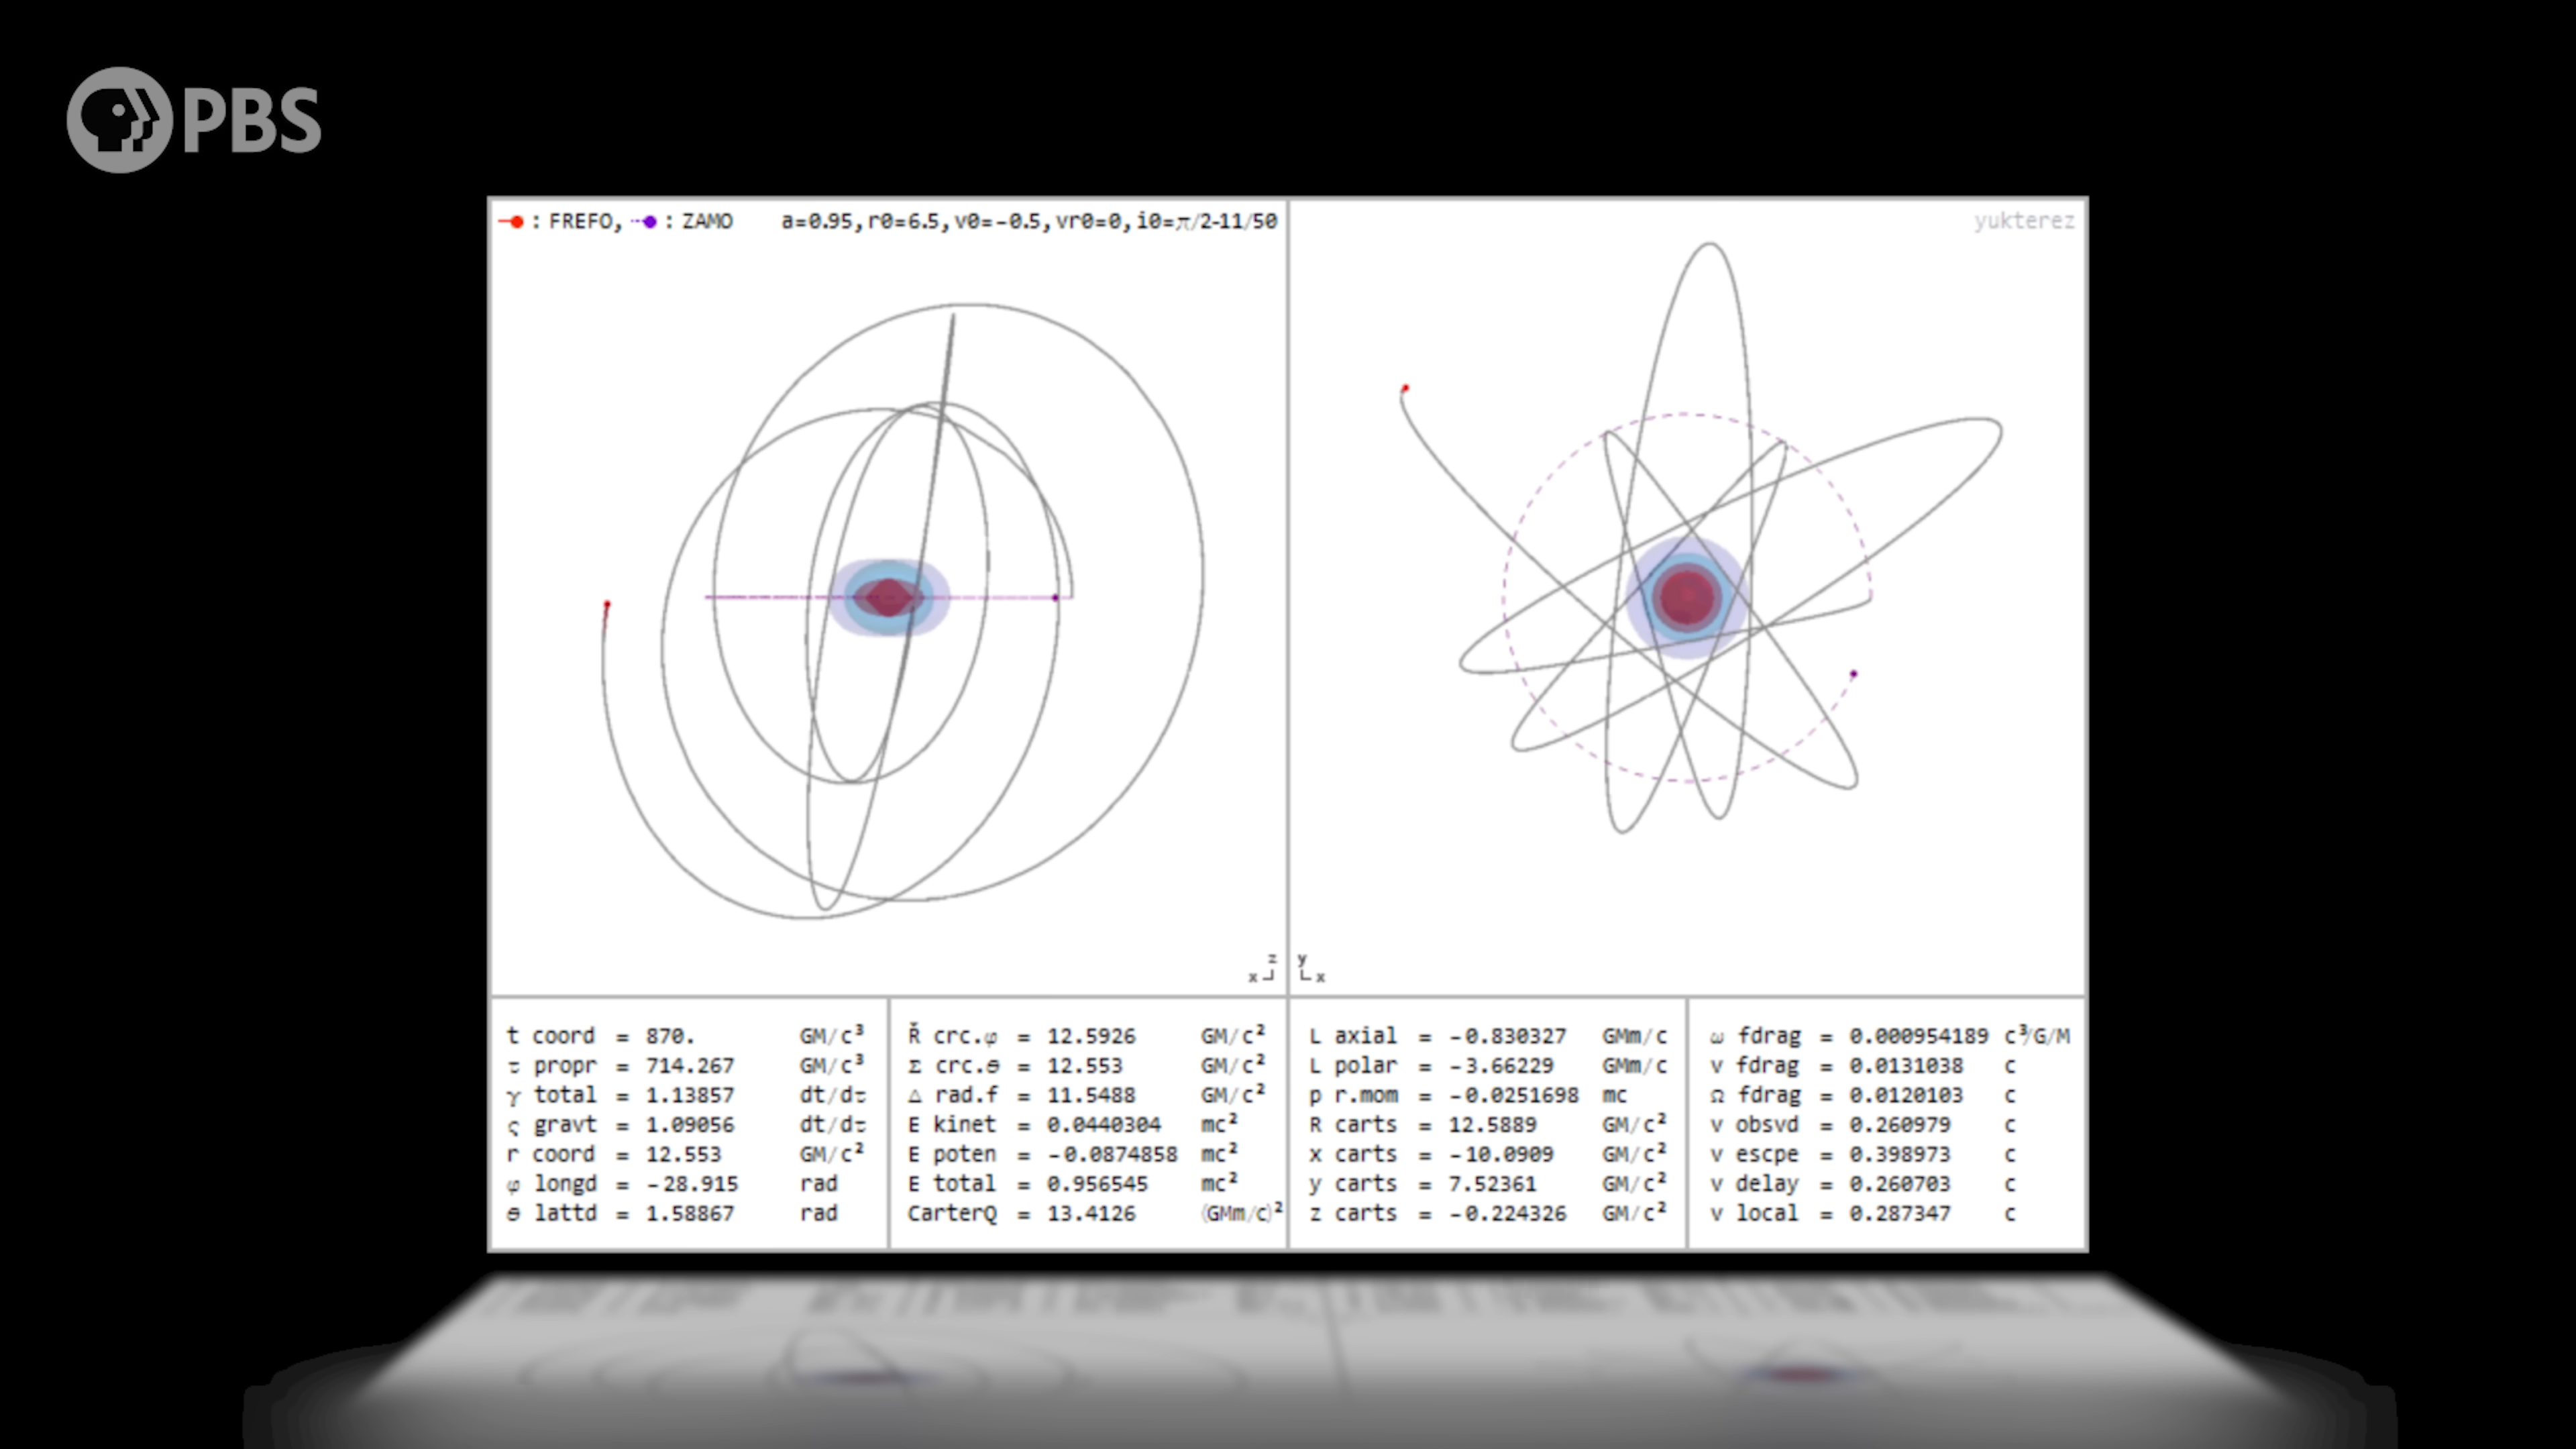 PBS
: FREFO, : ZAMO a=0.95, r0=6.5, v0=-0.5, vr0=0, i0=π/2-11/50
yukterez
z
x
y
x
t coord = 870. GM/c³
τ propr = 714.267 GM/c³
γ total = 1.13857 dt/dτ
ς gravt = 1.09056 dt/dτ
r coord = 12.553 GM/c²
φ longd = -28.915 rad
θ lattd = 1.58867 rad
Ř crc.φ = 12.5926 GM/c²
Σ crc.θ = 12.553 GM/c²
Δ rad.f = 11.5488 GM/c²
E kinet = 0.0440304 mc²
E poten = -0.0874858 mc²
E total = 0.956545 mc²
CarterQ = 13.4126 (GMm/c)²
L axial = -0.830327 GMm/c
L polar = -3.66229 GMm/c
p r.mom = -0.0251698 mc
R carts = 12.5889 GM/c²
x carts = -10.0909 GM/c²
y carts = 7.52361 GM/c²
z carts = -0.224326 GM/c²
ω fdrag = 0.000954189 c³/G/M
v fdrag = 0.0131038 c
Ω fdrag = 0.0120103 c
v obsvd = 0.260979 c
v escpe = 0.398973 c
v delay = 0.260703 c
v local = 0.287347 c